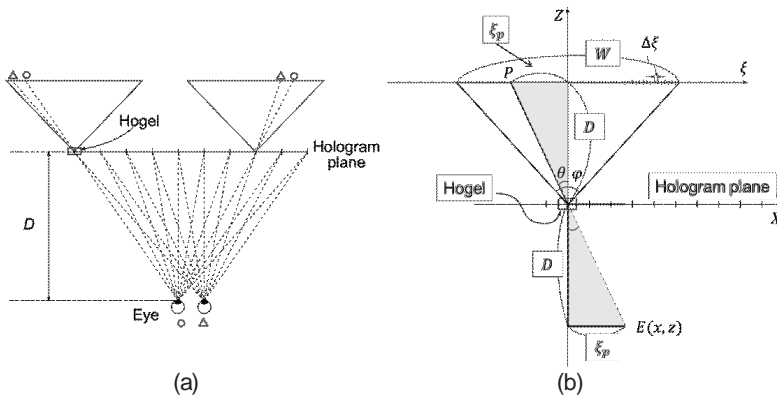 △ ○
△ ○
Hogel
Hologram
plane
D
Eye
○ △
(a)
Z
ξp
W
Δξ
P
ξ
D
θ φ
Hogel
Hologram plane
X
D
E(x, z)
ξp
(b)